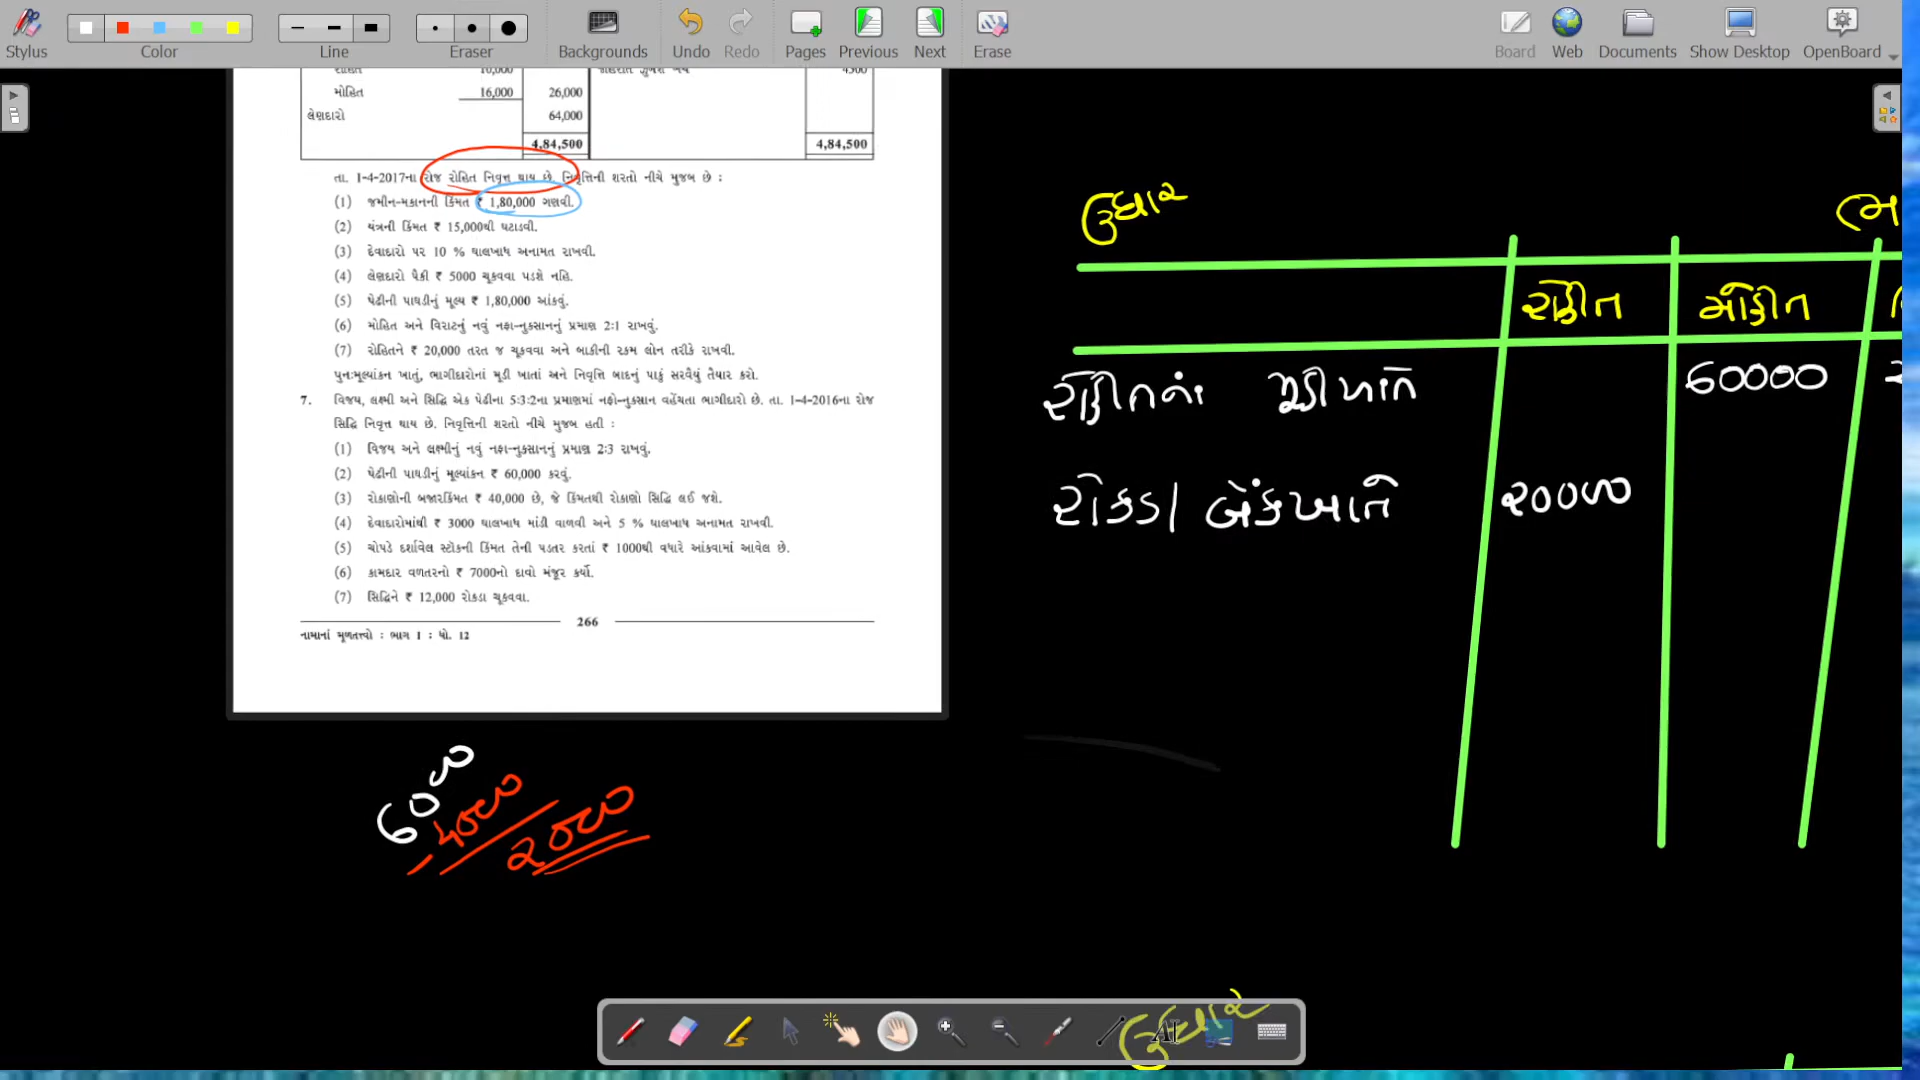 Stylus Color Line Eraser Backgrounds Undo Redo Pages Previous Next Erase Board Web Documents Show Desktop OpenBoard
મોહિત 16,000 26,000
લેણદારો 64,000
4,84,500 4,84,500
તા. 1-4-2017ના રોજ રોહિત નિવૃત્ત થાય છે. નિવૃત્તિની શરતો નીચે મુજબ છે :
(1) જમીન-મકાનની કિંમત ₹ 1,80,000 ગણવી.
(2) યંત્રની કિંમત ₹ 15,000થી ઘટાડવી.
(3) દેવાદારો પર 10 % ઘાલખાધ અનામત રાખવી.
(4) લેણદારો પૈકી ₹ 5000 ચૂકવવા પડશે નહિ.
(5) પેઢીની પાઘડીનું મૂલ્ય ₹ 1,80,000 આંકવું.
(6) મોહિત અને વિરાટનું નવું નફા-નુકસાનનું પ્રમાણ 2:1 રાખવું.
(7) રોહિતને ₹ 20,000 તરત જ ચૂકવવા અને બાકીની રકમ લોન તરીકે રાખવી.
પુનઃમૂલ્યાંકન ખાતું, ભાગીદારોનાં મૂડી ખાતાં અને નિવૃત્તિ બાદનું પાકું સરવૈયું તૈયાર કરો.
7. વિજય, લક્ષ્મી અને સિદ્ધિ એક પેઢીના 5:3:2ના પ્રમાણમાં નફો-નુકસાન વહેંચતા ભાગીદારો છે. તા. 1-4-2016ના રોજ
સિદ્ધિ નિવૃત્ત થાય છે. નિવૃત્તિની શરતો નીચે મુજબ હતી :
(1) વિજય અને લક્ષ્મીનું નવું નફા-નુકસાનનું પ્રમાણ 2:3 રાખવું.
(2) પેઢીની પાઘડીનું મૂલ્યાંકન ₹ 60,000 કરવું.
(3) રોકાણોની બજારકિંમત ₹ 40,000 છે, જે કિંમતથી રોકાણો સિદ્ધિ લઈ જશે.
(4) દેવાદારોમાંથી ₹ 3000 ઘાલખાધ માંડી વાળવી અને 5 % ઘાલખાધ અનામત રાખવી.
(5) ચોપડે દર્શાવેલ સ્ટૉકની કિંમત તેની પડતર કરતાં ₹ 1000થી વધારે આંકવામાં આવેલ છે.
(6) કામદાર વળતરનો ₹ 7000નો દાવો મંજૂર કર્યો.
(7) સિદ્ધિને ₹ 12,000 રોકડા ચૂકવવા.
266
નામાનાં મૂળતત્ત્વો : ભાગ I : ધો. 12
ઉધાર
રોહીત મોહીત
રોહીતનાં મૂડી ખાતે 60000
રોકડ/બેંક ખાતે 20000
6000
4000
2000
ઉધાર